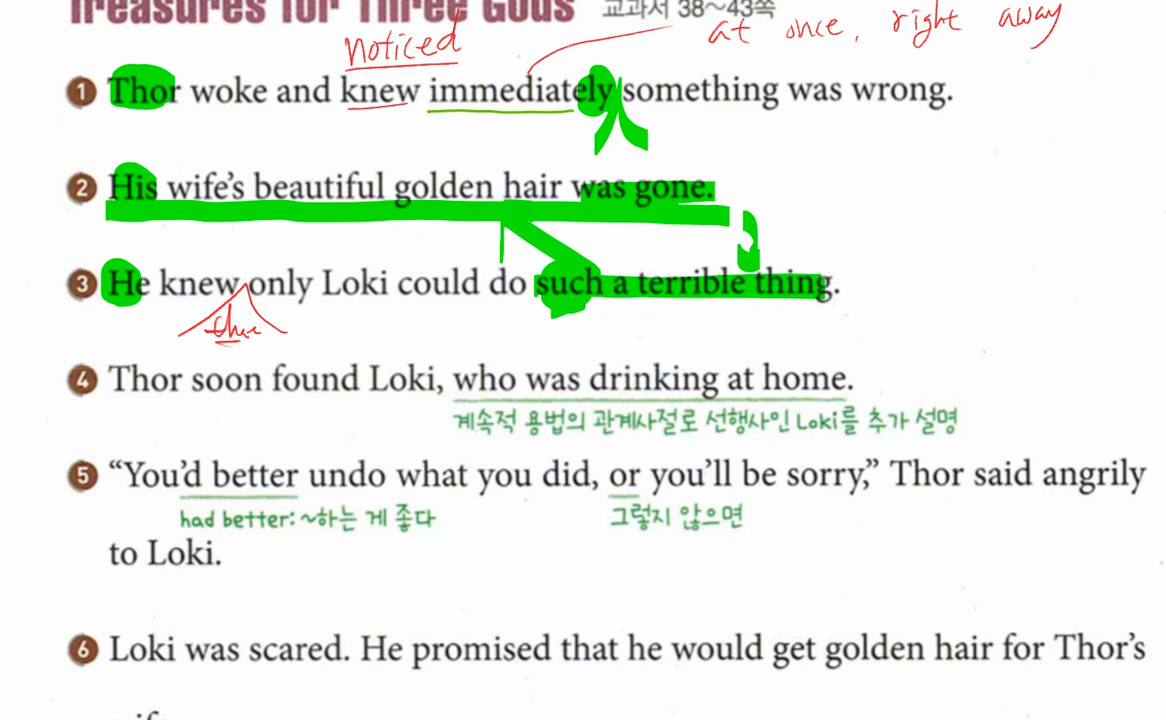 Treasures for Three Gods 교과서 38~43쪽
noticed at once, right away
1 Thor woke and knew immediately something was wrong.
2 His wife's beautiful golden hair was gone.
3 He knew only Loki could do such a terrible thing.
4 Thor soon found Loki, who was drinking at home.
계속적 용법의 관계사절로 선행사인 Loki를 추가 설명
5 “You'd better undo what you did, or you'll be sorry,” Thor said angrily
had better: ~하는 게 좋다 그렇지 않으면
to Loki.
6 Loki was scared. He promised that he would get golden hair for Thor's